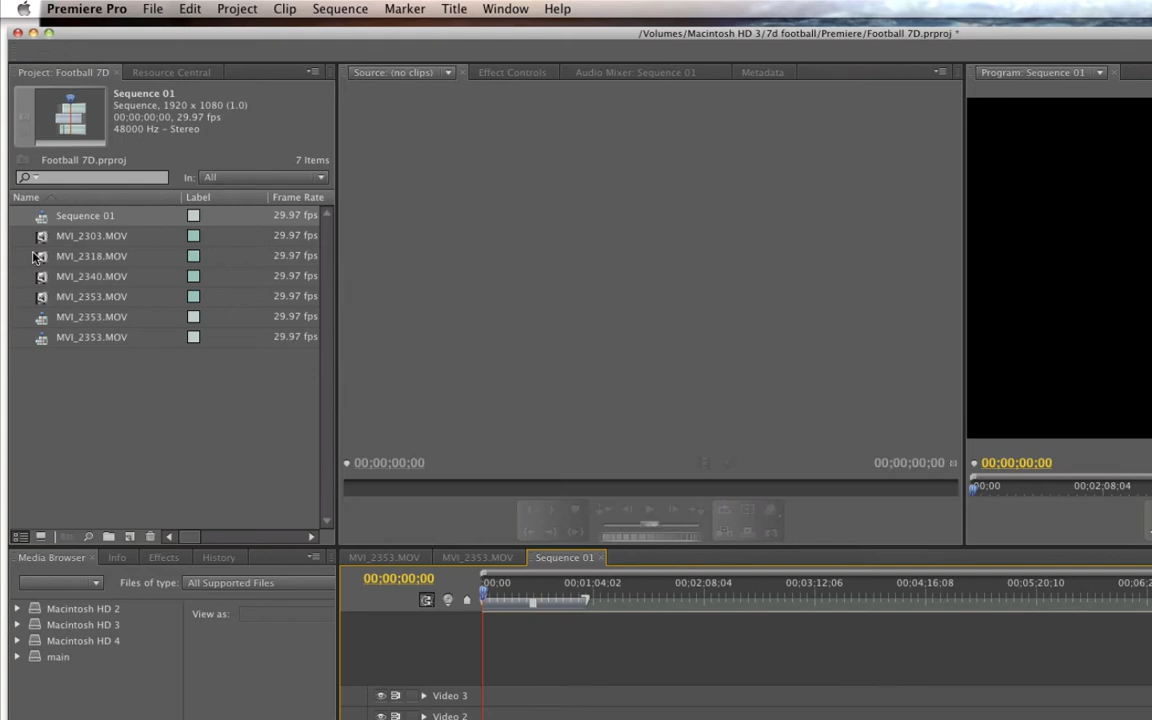 Premiere Pro File Edit Project Clip Sequence Marker Title Window Help
/Volumes/Macintosh HD 3/7d football/Premiere/Football 7D.prproj *
Project: Football 7D Resource Central Source: (no clips) Effect Controls Audio Mixer: Sequence 01 Metadata Program: Sequence 01
Sequence 01
Sequence, 1920 x 1080 (1.0)
00:00:00;00, 29.97 fps
48000 Hz - Stereo
Football 7D.prproj 7 Items
In: All
Name Label Frame Rate
Sequence 01 29.97 fps
MVI_2303.MOV 29.97 fps
MVI_2318.MOV 29.97 fps
MVI_2340.MOV 29.97 fps
MVI_2353.MOV 29.97 fps
MVI_2353.MOV 29.97 fps
MVI_2353.MOV 29.97 fps
00;00;00;00 00;00;00;00 00;00;00;00
00;00 00;02;08;04
Media Browser Info Effects History MVI_2353.MOV MVI_2353.MOV Sequence 01
00;00;00;00 00;00 00;01;04;02 00;02;08;04 00;03;12;06 00;04;16;08 00;05;20;10 00;06;2
Files of type: All Supported Files
Macintosh HD 2 View as:
Macintosh HD 3
Macintosh HD 4
main
Video 3
Video 2